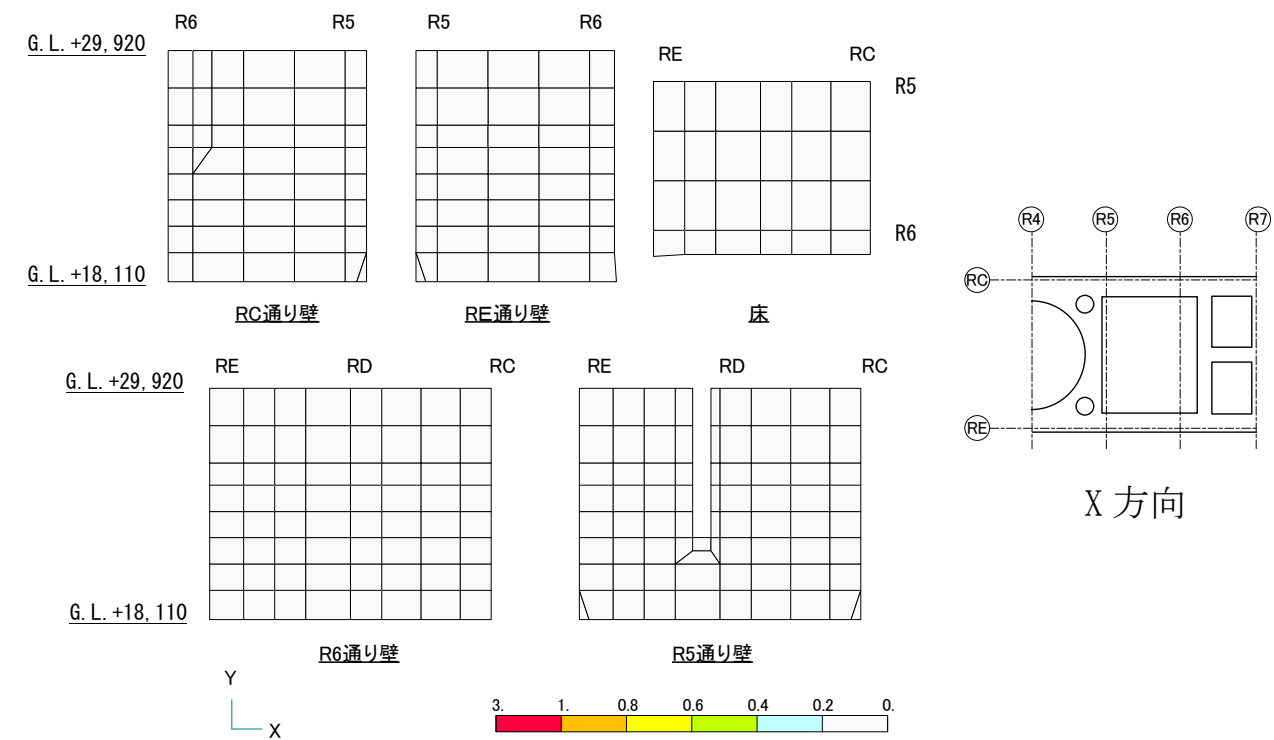 R6 R5 R5 R6
G.L.+29,920
RE RC
R5
R6
G.L.+18,110
RC通り壁 RE通り壁 床
R4 R5 R6 R7
RC
RE
X 方向
RE RD RC RE RD RC
G.L.+29,920
G.L.+18,110
R6通り壁 R5通り壁
Y
X
3. 1. 0.8 0.6 0.4 0.2 0.